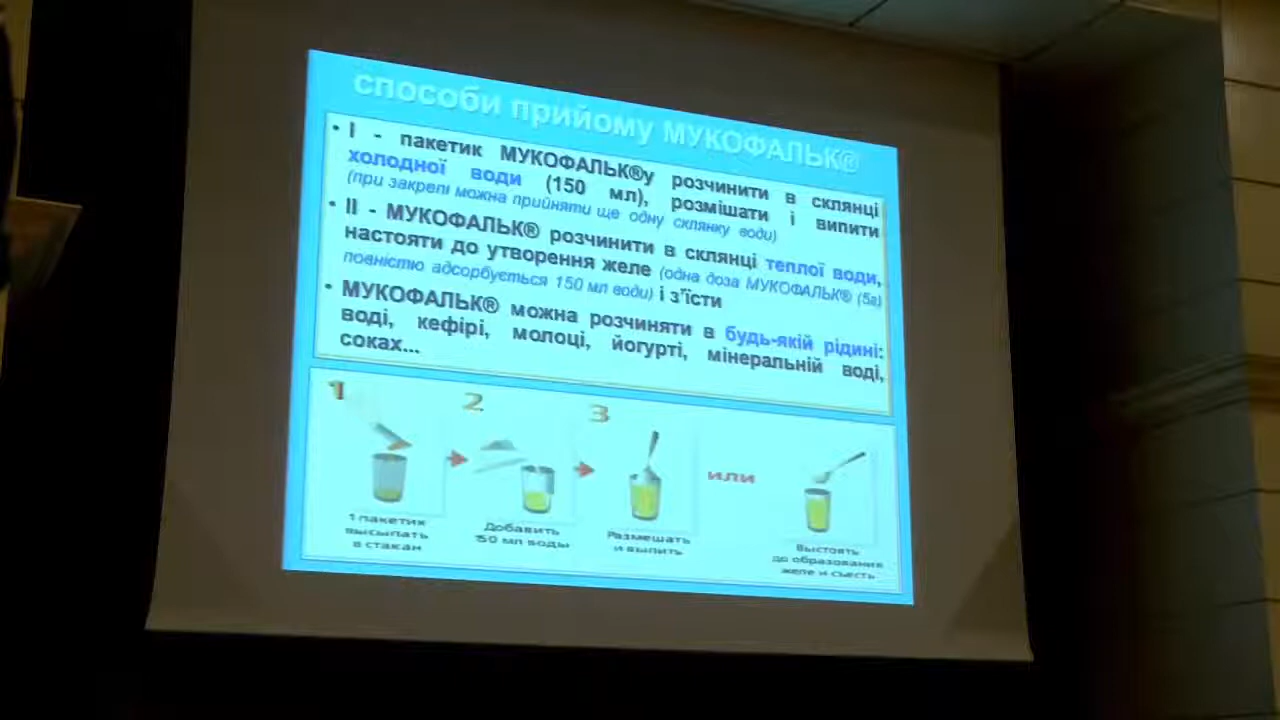 способи прийому МУКОФАЛЬК®
• І - пакетик МУКОФАЛЬК®у розчинити в склянці
холодної води (150 мл), розмішати і випити
(при закрепі можна прийняти ще одну склянку води)
• ІІ - МУКОФАЛЬК® розчинити в склянці теплої води,
настояти до утворення желе (одна доза МУКОФАЛЬК® (5г)
повністю адсорбується 150 мл води) і з'їсти
• МУКОФАЛЬК® можна розчиняти в будь-якій рідині:
воді, кефірі, молоці, йогурті, мінеральній воді,
соках...
1
1 пакетик
высыпать
в стакан
2
Добавить
150 мл воды
3
Размешать
и выпить
или
Выстоять
до образования
желе и съесть